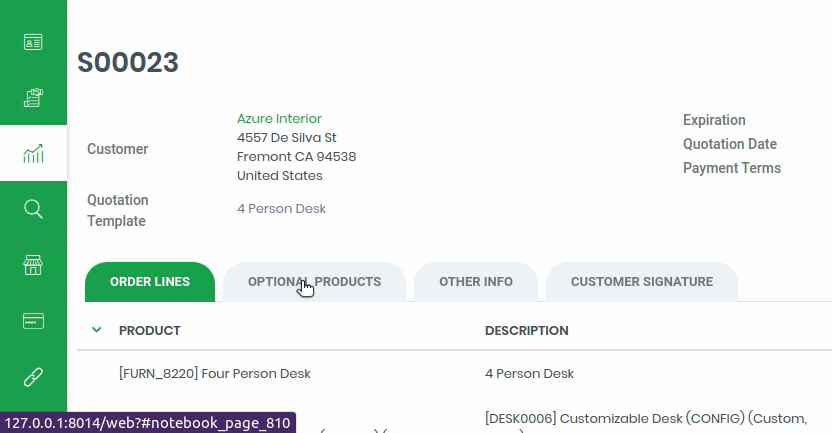 S00023
Customer
Azure Interior
4557 De Silva St
Fremont CA 94538
United States
Quotation
Template
4 Person Desk
Expiration
Quotation Date
Payment Terms
ORDER LINES
OPTIONAL PRODUCTS
OTHER INFO
CUSTOMER SIGNATURE
PRODUCT
DESCRIPTION
[FURN_8220] Four Person Desk
4 Person Desk
[DESK0006] Customizable Desk (CONFIG) (Custom,
127.0.0.1:8014/web?#notebook_page_810